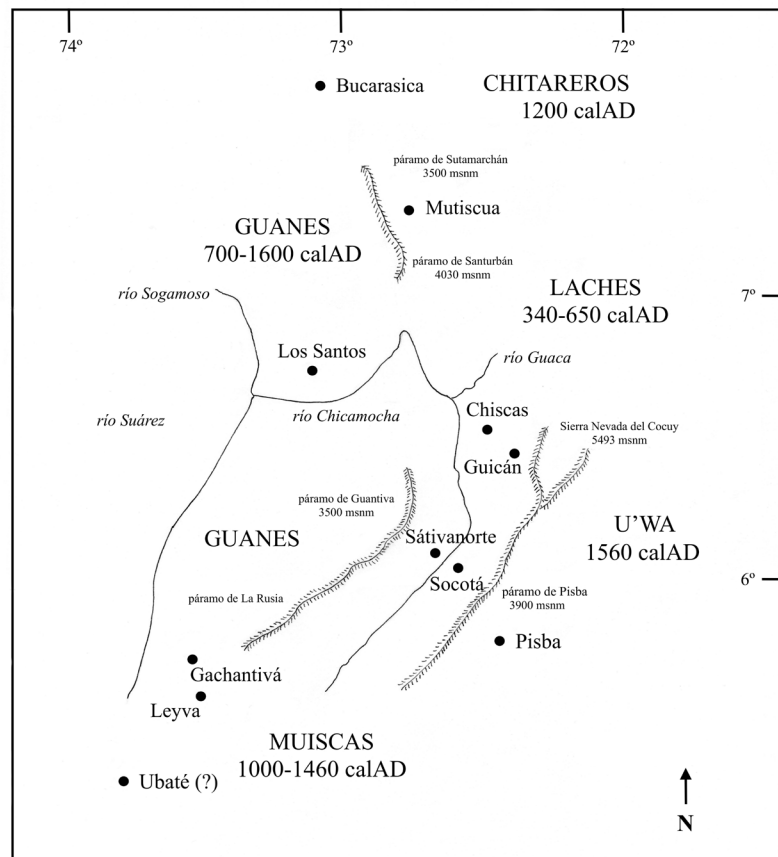 74º
73º
72º
Bucarasica
CHITAREROS
1200 calAD
páramo de Sutamarchán
3500 msnm
Mutiscua
GUANES
700-1600 calAD
páramo de Santurbán
4030 msnm
río Sogamoso
LACHES
340-650 calAD
7º
Los Santos
río Guaca
río Suárez
río Chicamocha
Chiscas
Sierra Nevada del Cocuy
5493 msnm
Guicán
páramo de Guantiva
3500 msnm
GUANES
Sátivanorte
U'WA
1560 calAD
Socotá
6º
páramo de La Rusia
páramo de Pisba
3900 msnm
Pisba
Gachantivá
Leyva
MUISCAS
1000-1460 calAD
Ubaté (?)
N